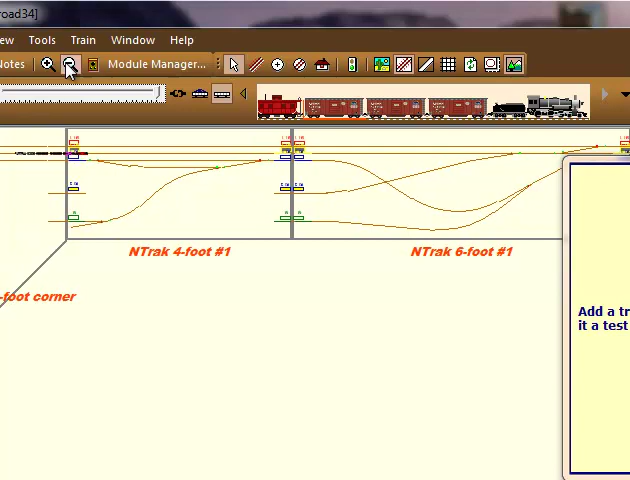 road34]
ew Tools Train Window Help
Notes Module Manager...
NTrak 4-foot #1 NTrak 6-foot #1
-foot corner
Add a tr
it a test